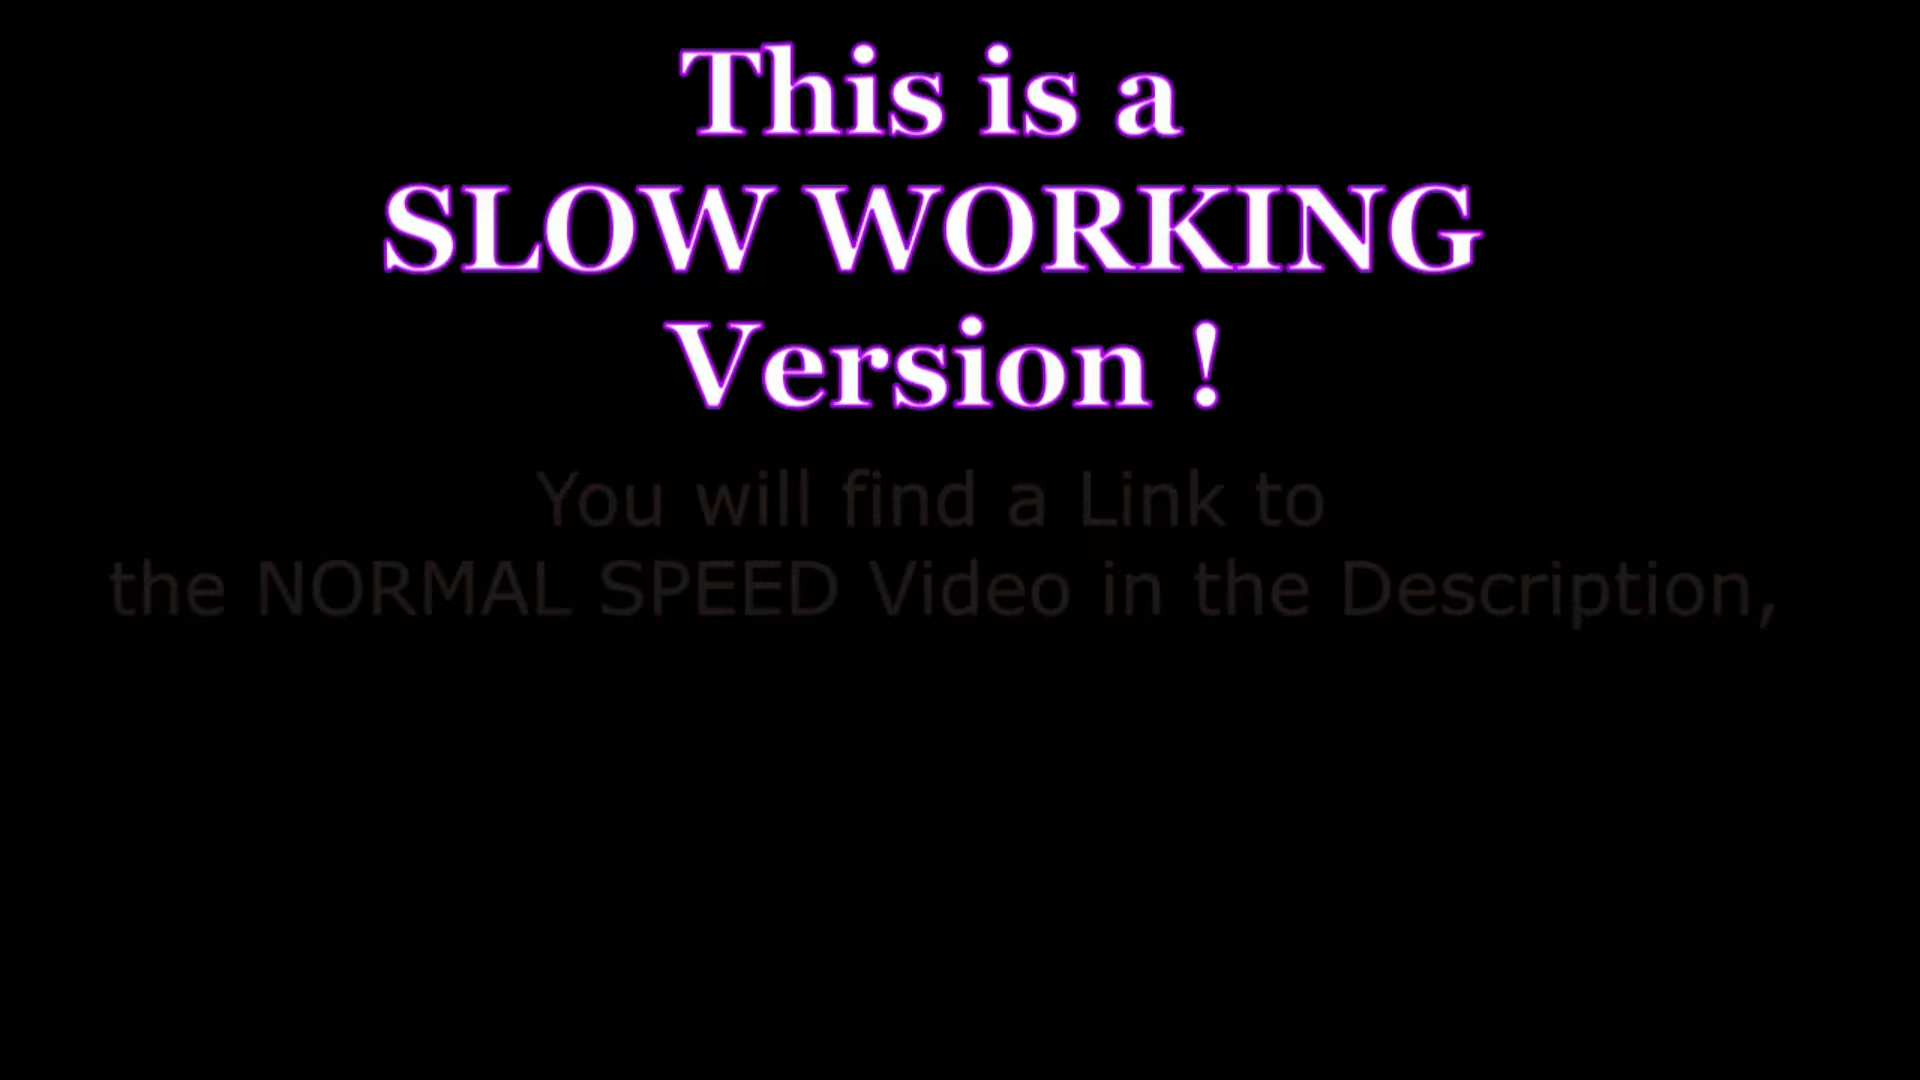 This is a
SLOW WORKING
Version !
You will find a Link to
the NORMAL SPEED Video in the Description,